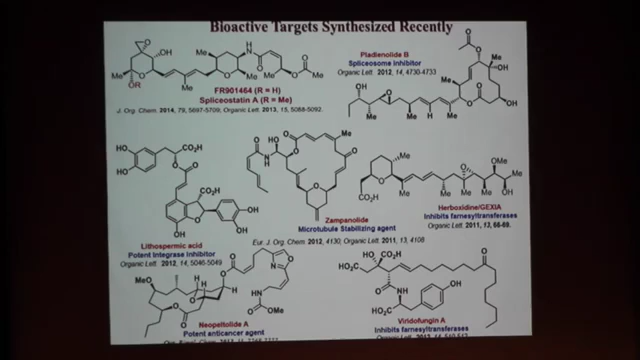 Bioactive Targets Synthesized Recently
FR901464 (R = H)
Spliceostatin A (R = Me)
J. Org. Chem. 2014, 79, 5697-5709; Organic Lett. 2013, 15, 5088-5092.
Pladienolide B
Spliceosome Inhibitor
Organic Lett. 2012, 14, 4730-4733
Lithospermic acid
Potent Integrase Inhibitor
Organic Lett. 2012, 14, 5046-5049
Zampanolide
Microtubule Stabilizing agent
Eur. J. Org. Chem. 2012, 4130; Organic Lett. 2011, 13, 4108
Herboxidine/GEX1A
Inhibits farnesyltransferases
Organic Lett. 2011, 13, 66-69.
Neopeltolide A
Potent anticancer agent
Viridofungin A
Inhibits farnesyltransferases